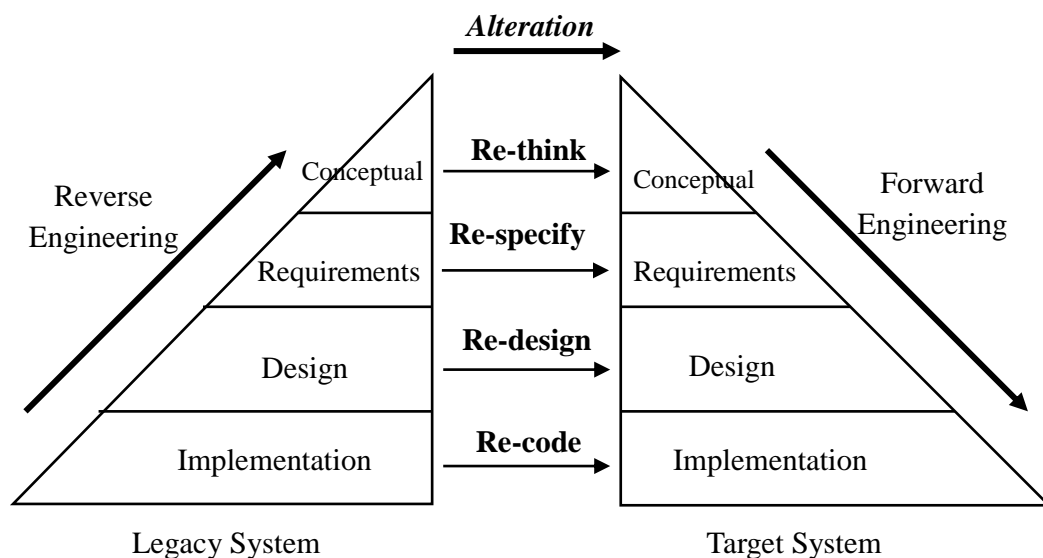 Alteration
Re-think
Conceptual
Conceptual
Reverse
Engineering
Forward
Engineering
Re-specify
Requirements
Requirements
Re-design
Design
Design
Re-code
Implementation
Implementation
Legacy System
Target System